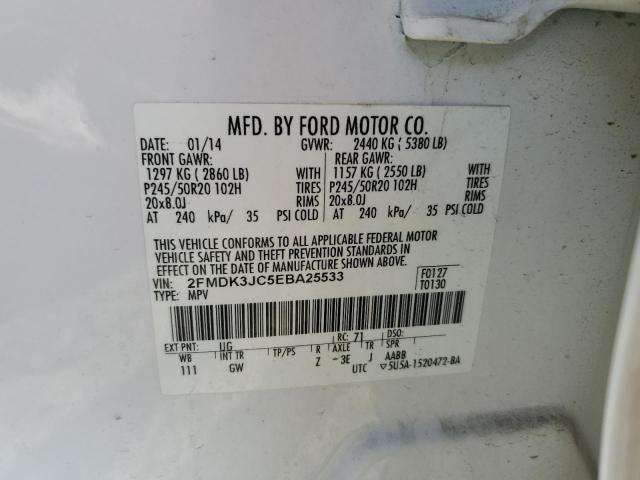 MFD. BY FORD MOTOR CO.
DATE: 01/14 GVWR: 2440 KG ( 5380 LB)
FRONT GAWR: REAR GAWR:
1297 KG ( 2860 LB) WITH 1157 KG ( 2550 LB) WITH
P245/50R20 102H TIRES P245/50R20 102H TIRES
20x8.0J RIMS 20x8.0J RIMS
AT 240 kPa/ 35 PSI COLD AT 240 kPa/ 35 PSI COLD
THIS VEHICLE CONFORMS TO ALL APPLICABLE FEDERAL MOTOR
VEHICLE SAFETY AND THEFT PREVENTION STANDARDS IN
EFFECT ON THE DATE OF MANUFACTURE SHOWN ABOVE.
VIN: 2FMDK3JC5EBA25533 F0127
TYPE: MPV T0130
EXT PNT: UG RC: 71 DSO:
WB INT TR TP/PS R AXLE TR SPR
111 GW Z -3E J AABB
UTC ▽5U5A-1520472-BA